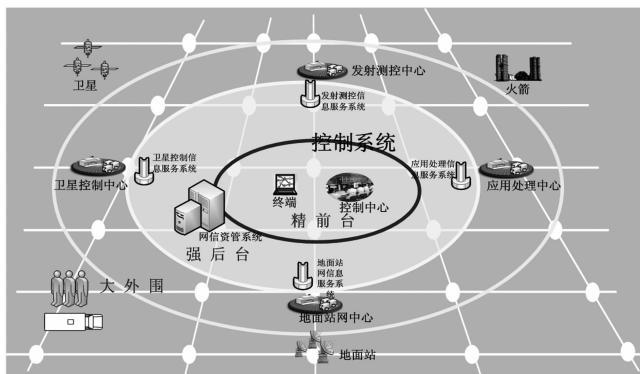 卫星
发射测控中心
火箭
发射测控信
息服务系统
控制系统
卫星控制信
息服务系统
应用处理信
息服务系统
卫星控制中心
应用处理中心
终端
控制中心
精前台
网信资管系统
强后台
地面站
网信息
服务系
统
大外围
地面站网中心
地面站